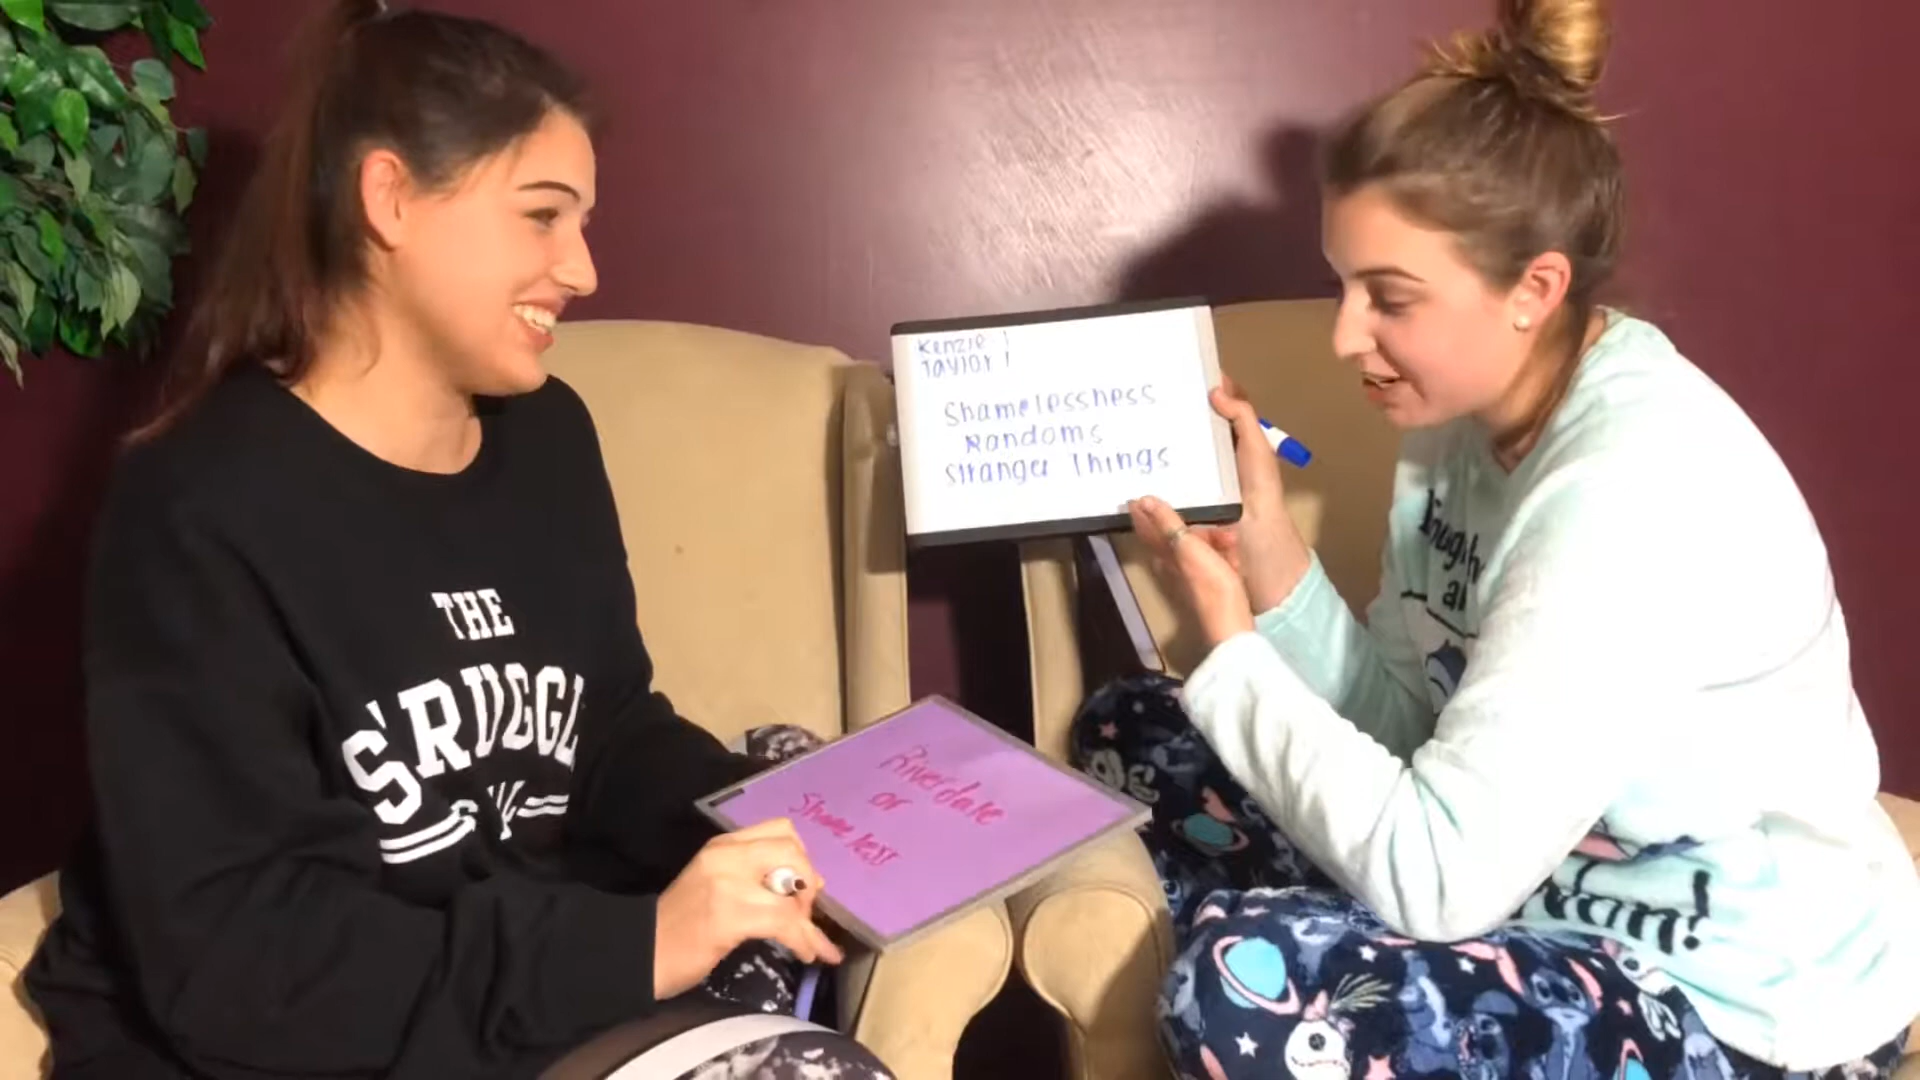 Kenzie 1
Taylor 1
Shamelessness
Randoms
Stranger Things
Riverdale
or
Shameless
THE
STRUGGL